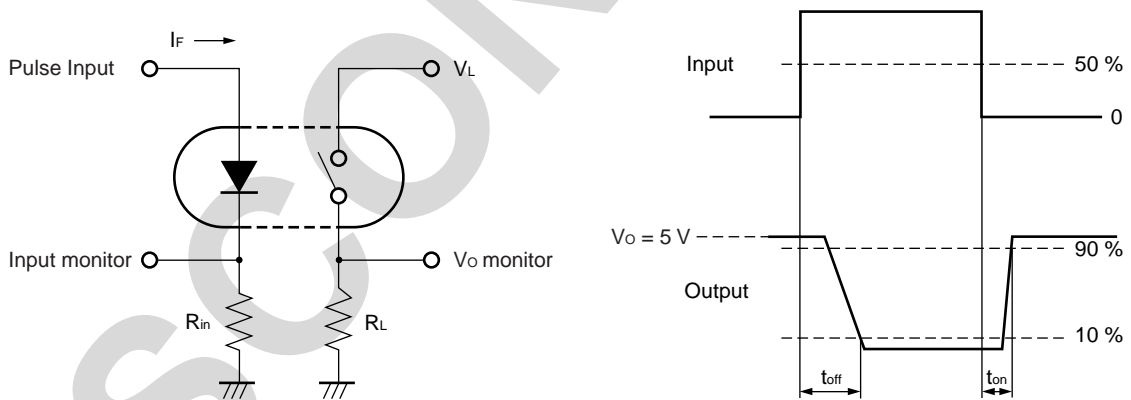 IF
Pulse Input
VL
Input monitor
VO monitor
Rin
RL
Input
50 %
0
VO = 5 V
90 %
Output
10 %
toff
ton